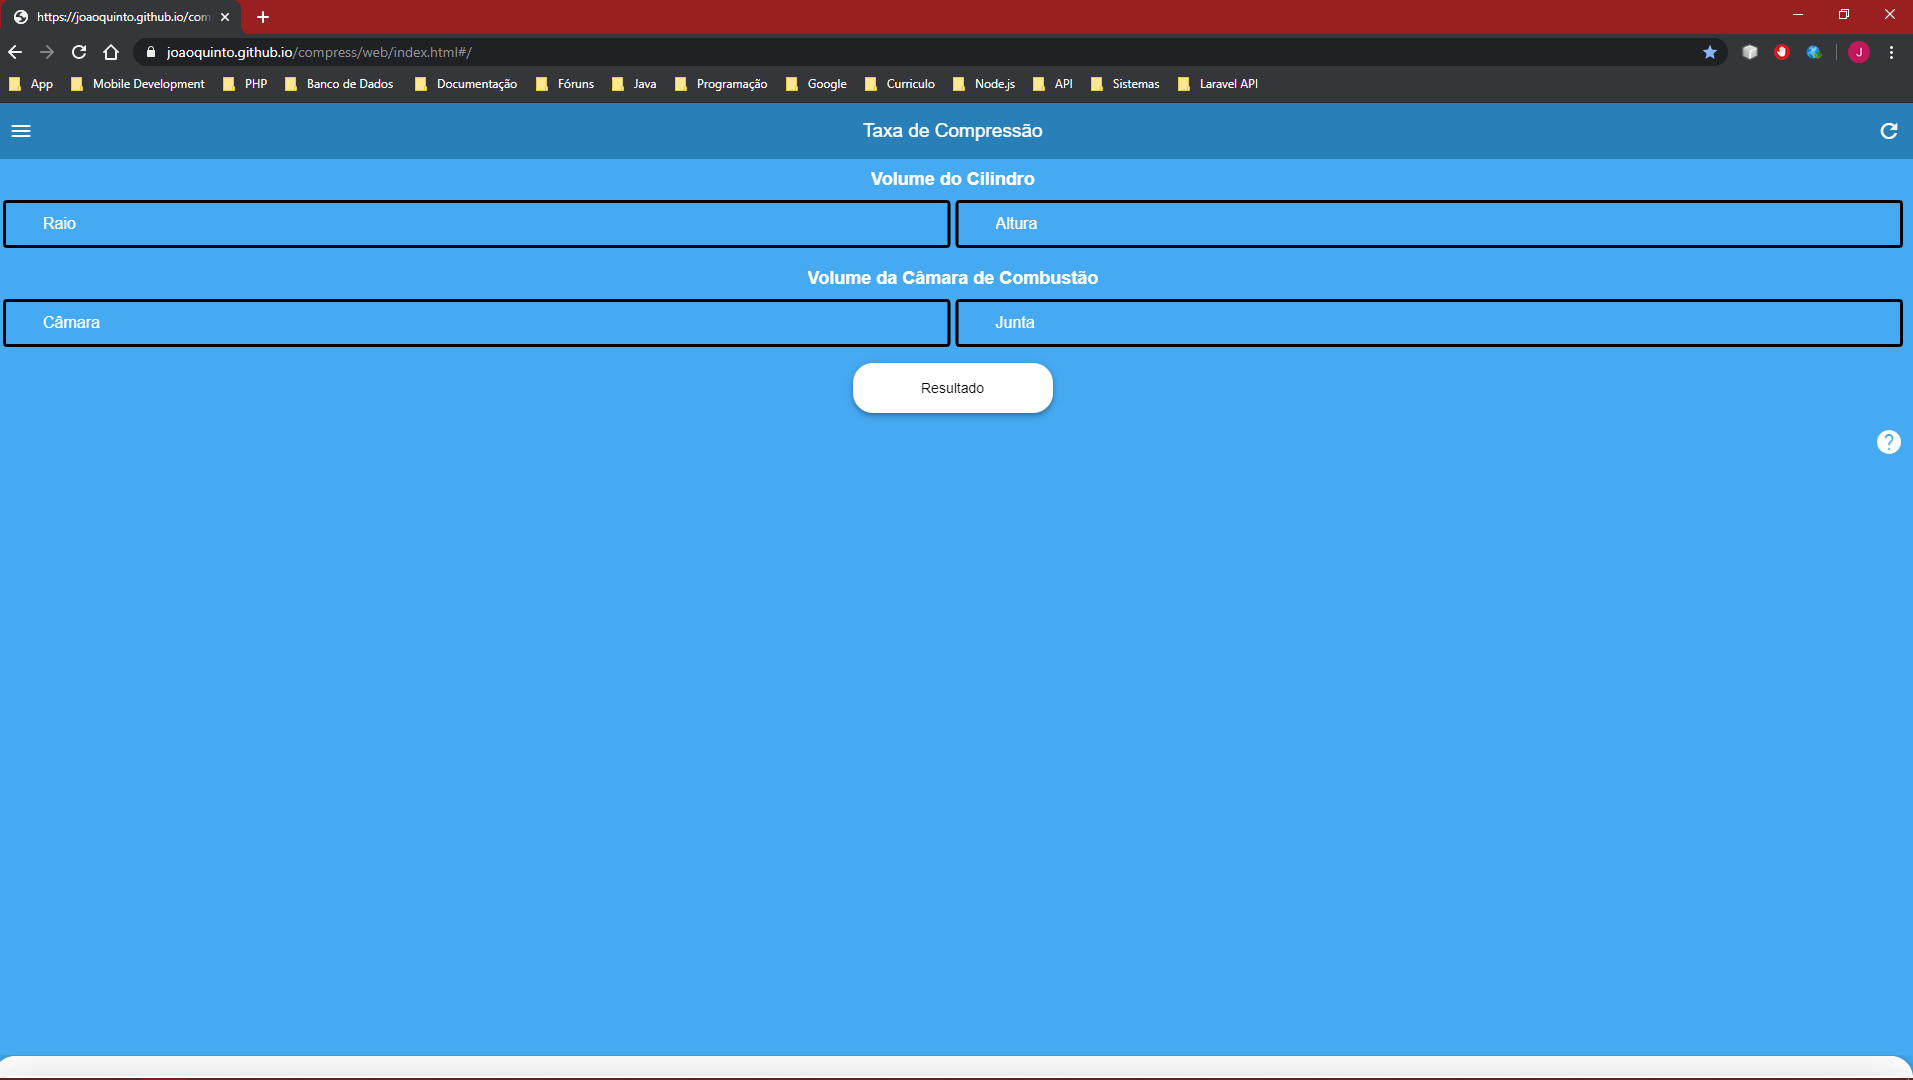 https://joaoquinto.github.io/com
joaoquinto.github.io/compress/web/index.html#/
J
App Mobile Development PHP Banco de Dados Documentação Fóruns Java Programação Google Curriculo Node.js API Sistemas Laravel API
Taxa de Compressão
Volume do Cilindro
Raio Altura
Volume da Câmara de Combustão
Câmara Junta
Resultado
?